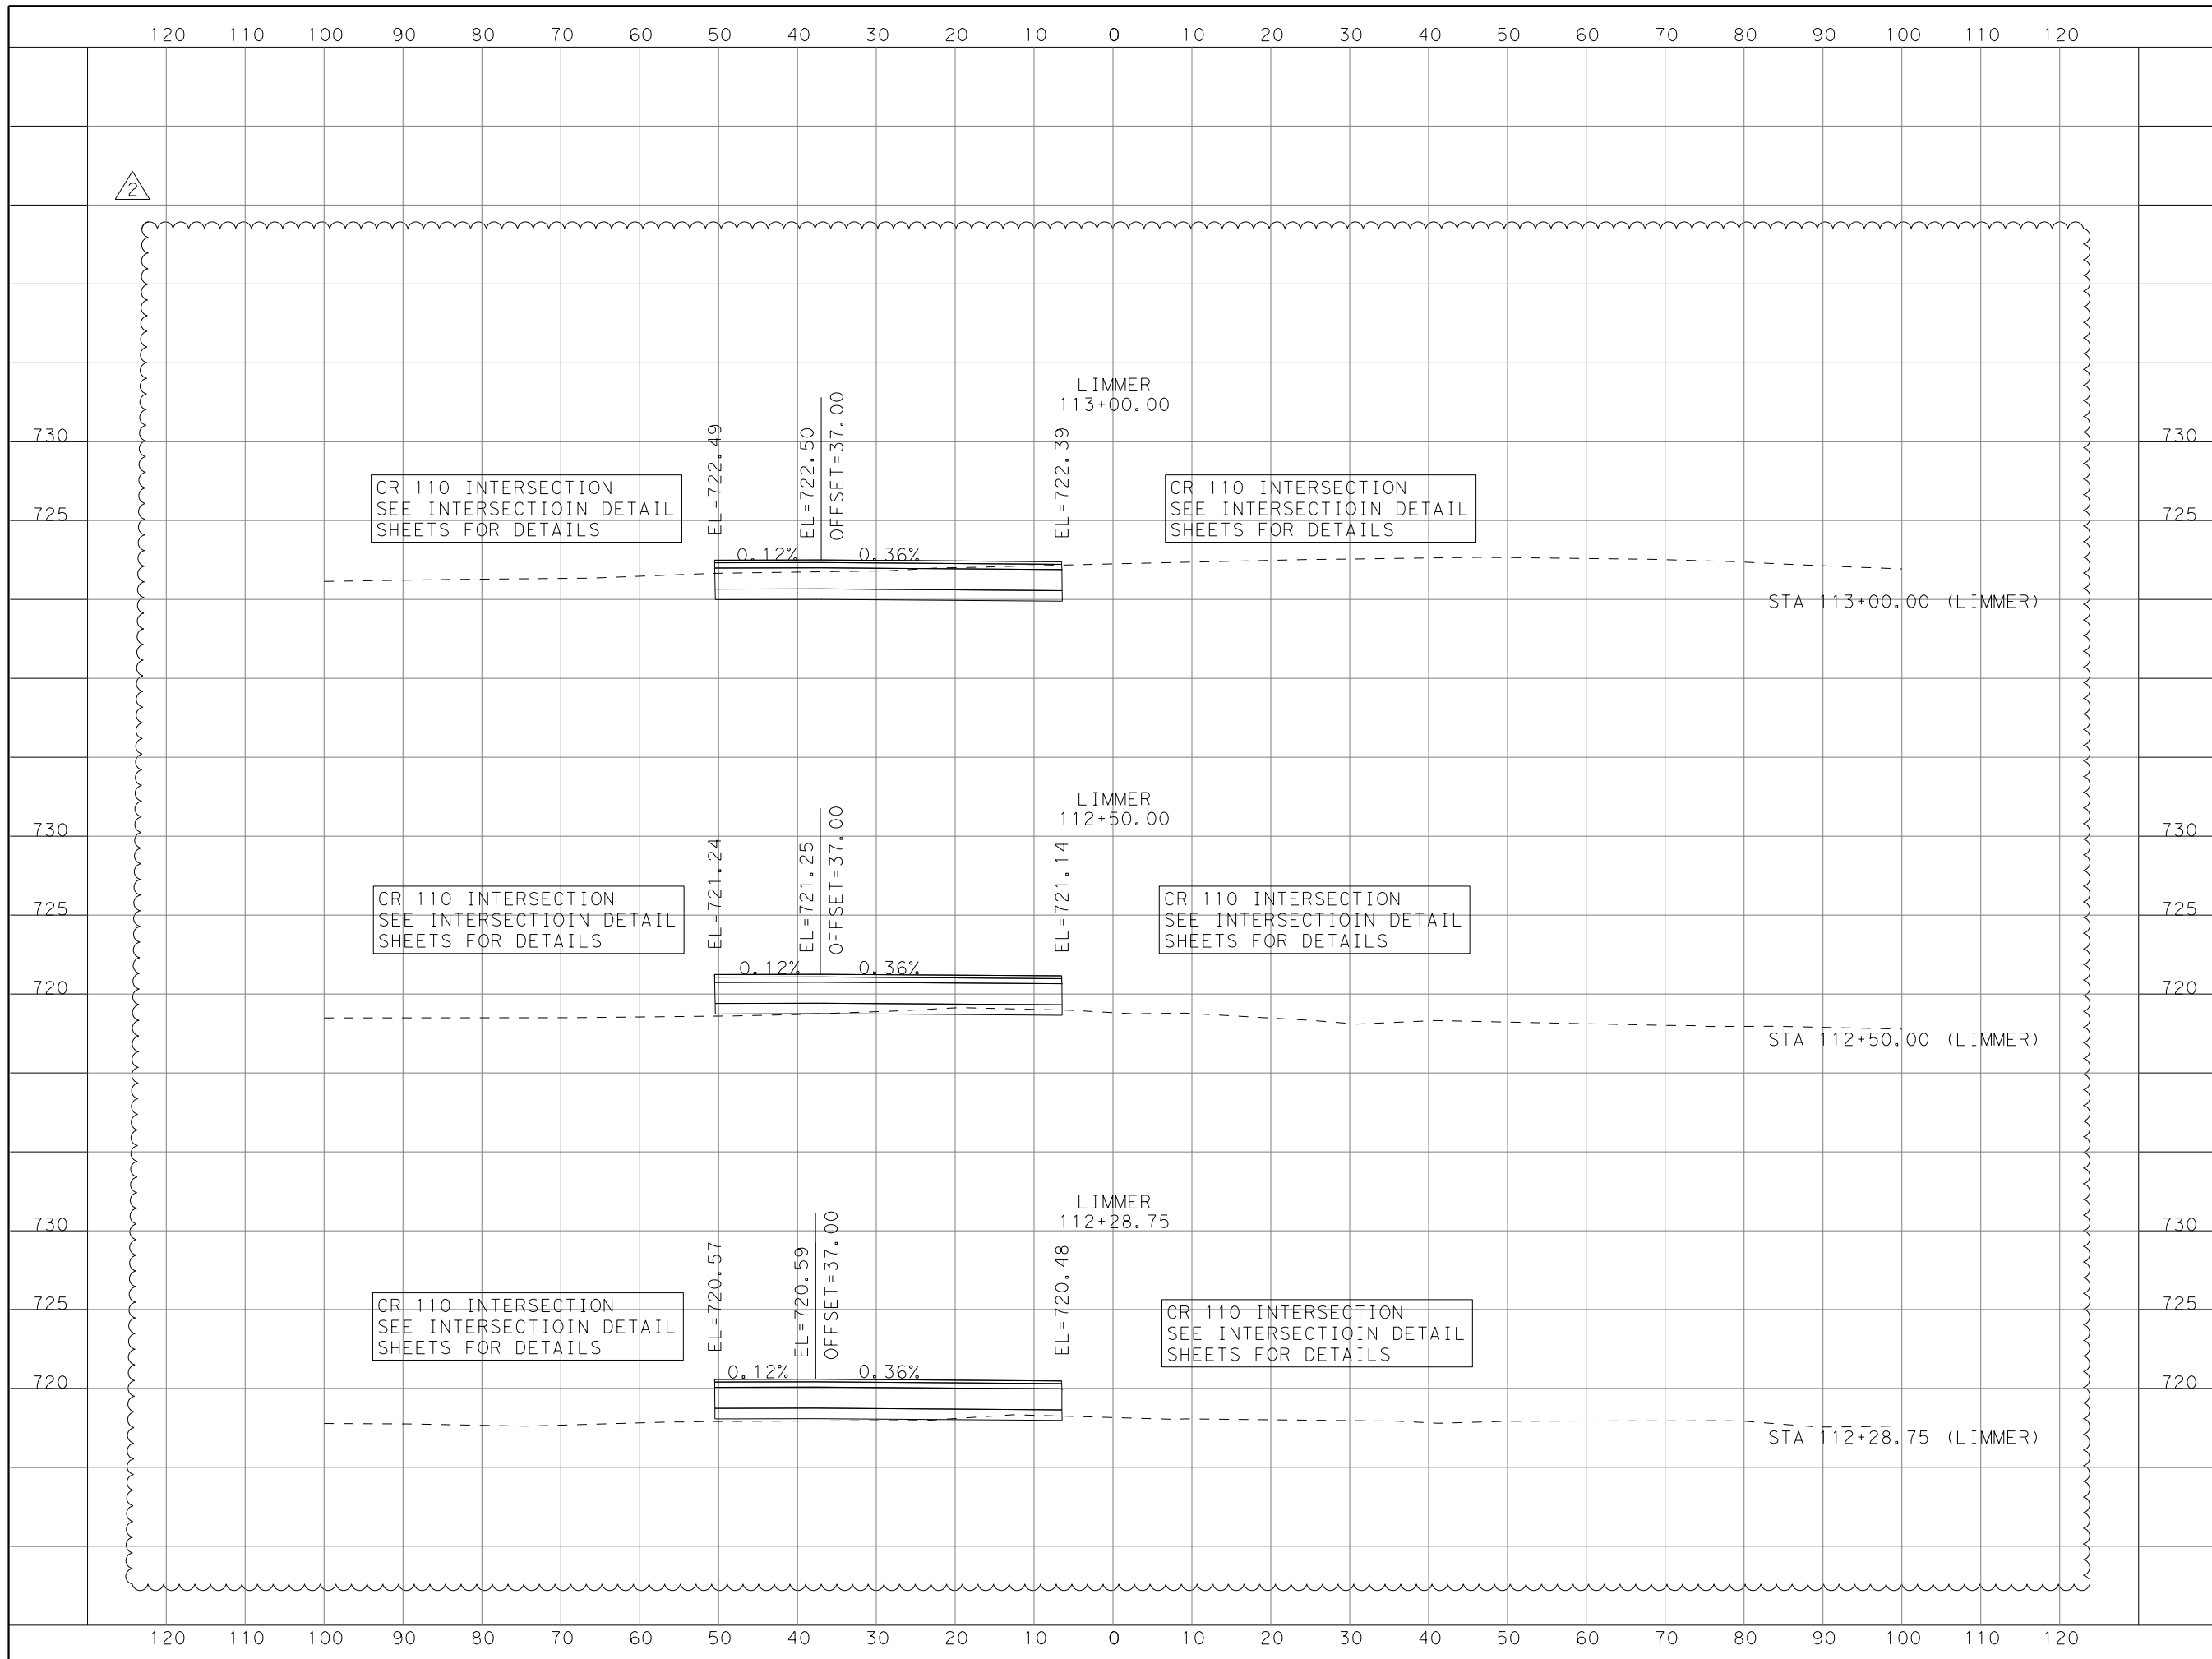 120 110 100 90 80 70 60 50 40 30 20 10 0 10 20 30 40 50 60 70 80 90 100 110 120
2
LIMMER
113+00.00
730
730
EL=722.49
EL=722.50
OFFSET=37.00
EL=722.39
CR 110 INTERSECTION
SEE INTERSECTIOIN DETAIL
SHEETS FOR DETAILS
CR 110 INTERSECTION
SEE INTERSECTIOIN DETAIL
SHEETS FOR DETAILS
725
725
0.12%
0.36%
STA 113+00.00 (LIMMER)
LIMMER
112+50.00
730
730
EL=721.24
EL=721.25
OFFSET=37.00
EL=721.14
CR 110 INTERSECTION
SEE INTERSECTIOIN DETAIL
SHEETS FOR DETAILS
CR 110 INTERSECTION
SEE INTERSECTIOIN DETAIL
SHEETS FOR DETAILS
725
725
0.12%
0.36%
720
720
STA 112+50.00 (LIMMER)
LIMMER
112+28.75
730
730
EL=720.57
EL=720.59
OFFSET=37.00
EL=720.48
CR 110 INTERSECTION
SEE INTERSECTIOIN DETAIL
SHEETS FOR DETAILS
CR 110 INTERSECTION
SEE INTERSECTIOIN DETAIL
SHEETS FOR DETAILS
725
725
0.12%
0.36%
720
720
STA 112+28.75 (LIMMER)
120 110 100 90 80 70 60 50 40 30 20 10 0 10 20 30 40 50 60 70 80 90 100 110 120